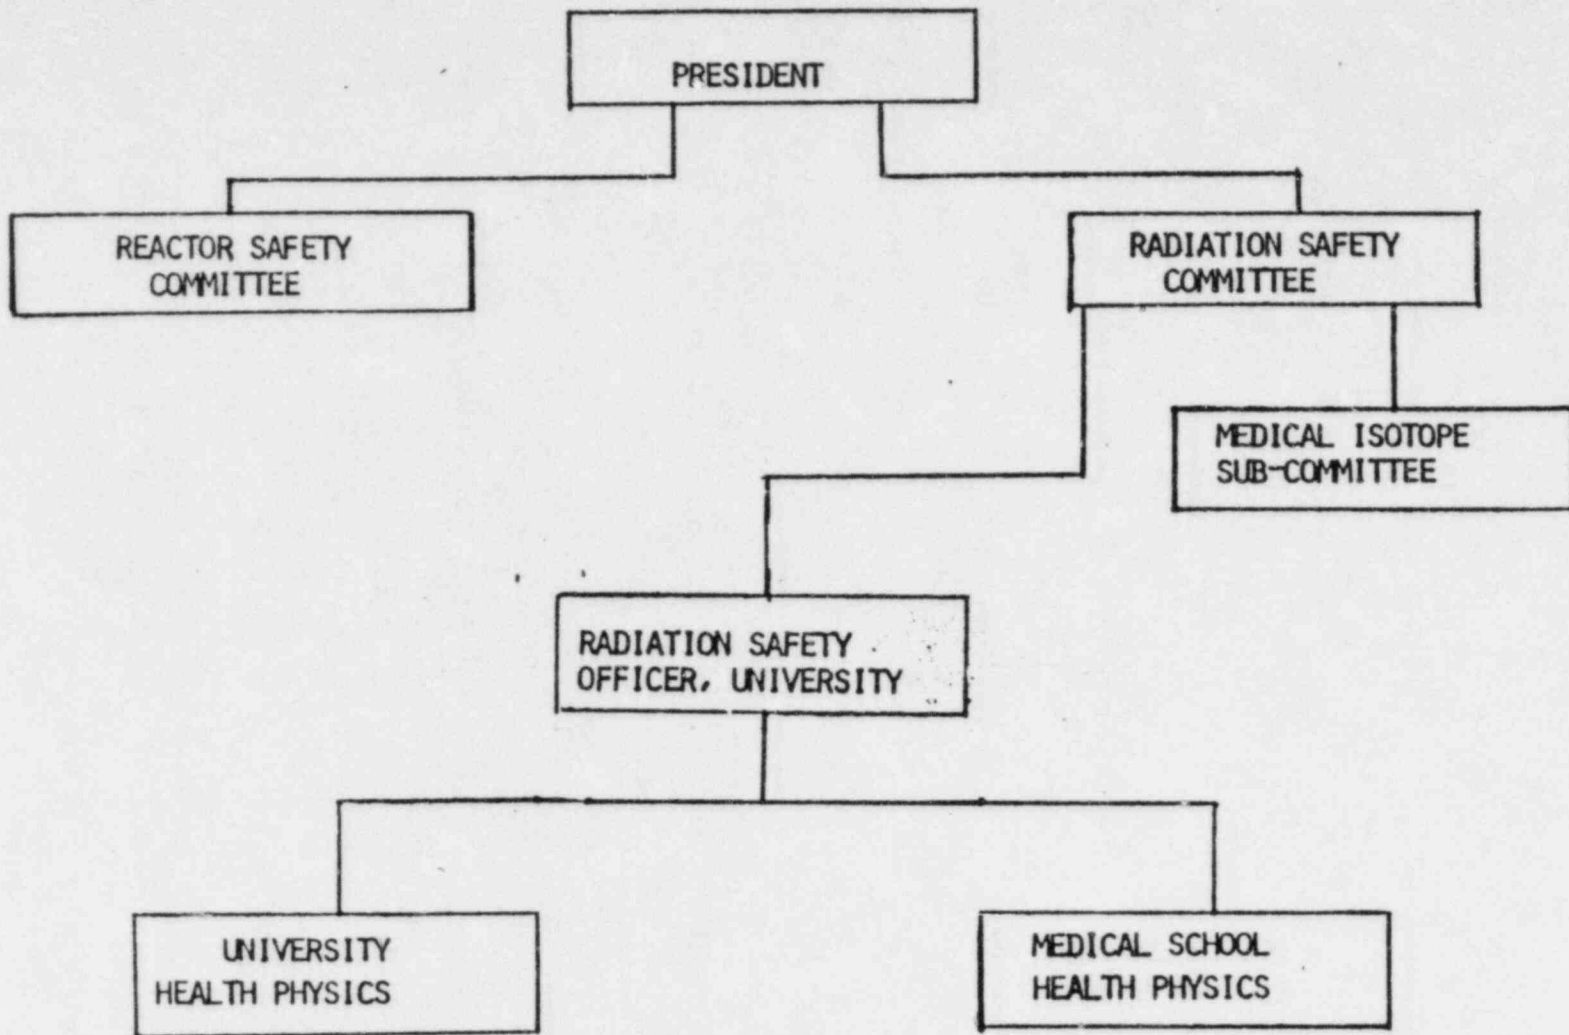 PRESIDENT
REACTOR SAFETY
COMMITTEE
RADIATION SAFETY
COMMITTEE
MEDICAL ISOTOPE
SUB-COMMITTEE
RADIATION SAFETY
OFFICER, UNIVERSITY
UNIVERSITY
HEALTH PHYSICS
MEDICAL SCHOOL
HEALTH PHYSICS